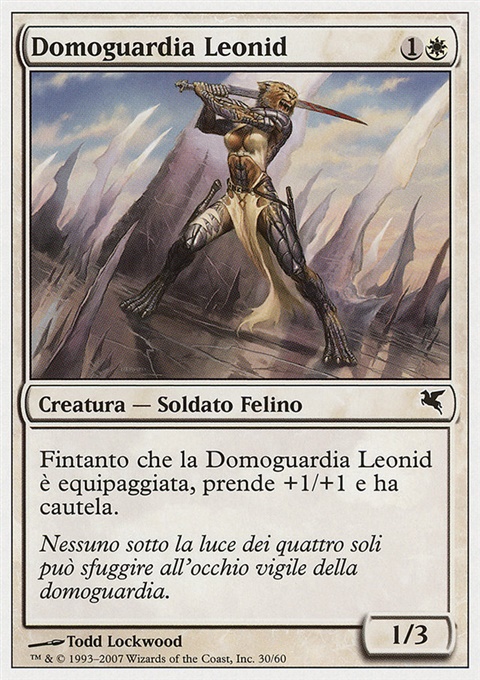 Domoguardia Leonid 1
Creatura — Soldato Felino
Fintanto che la Domoguardia Leonid
è equipaggiata, prende +1/+1 e ha
cautela.
Nessuno sotto la luce dei quattro soli
può sfuggire all'occhio vigile della
domoguardia.
Todd Lockwood
1/3
™ & © 1993–2007 Wizards of the Coast, Inc. 30/60